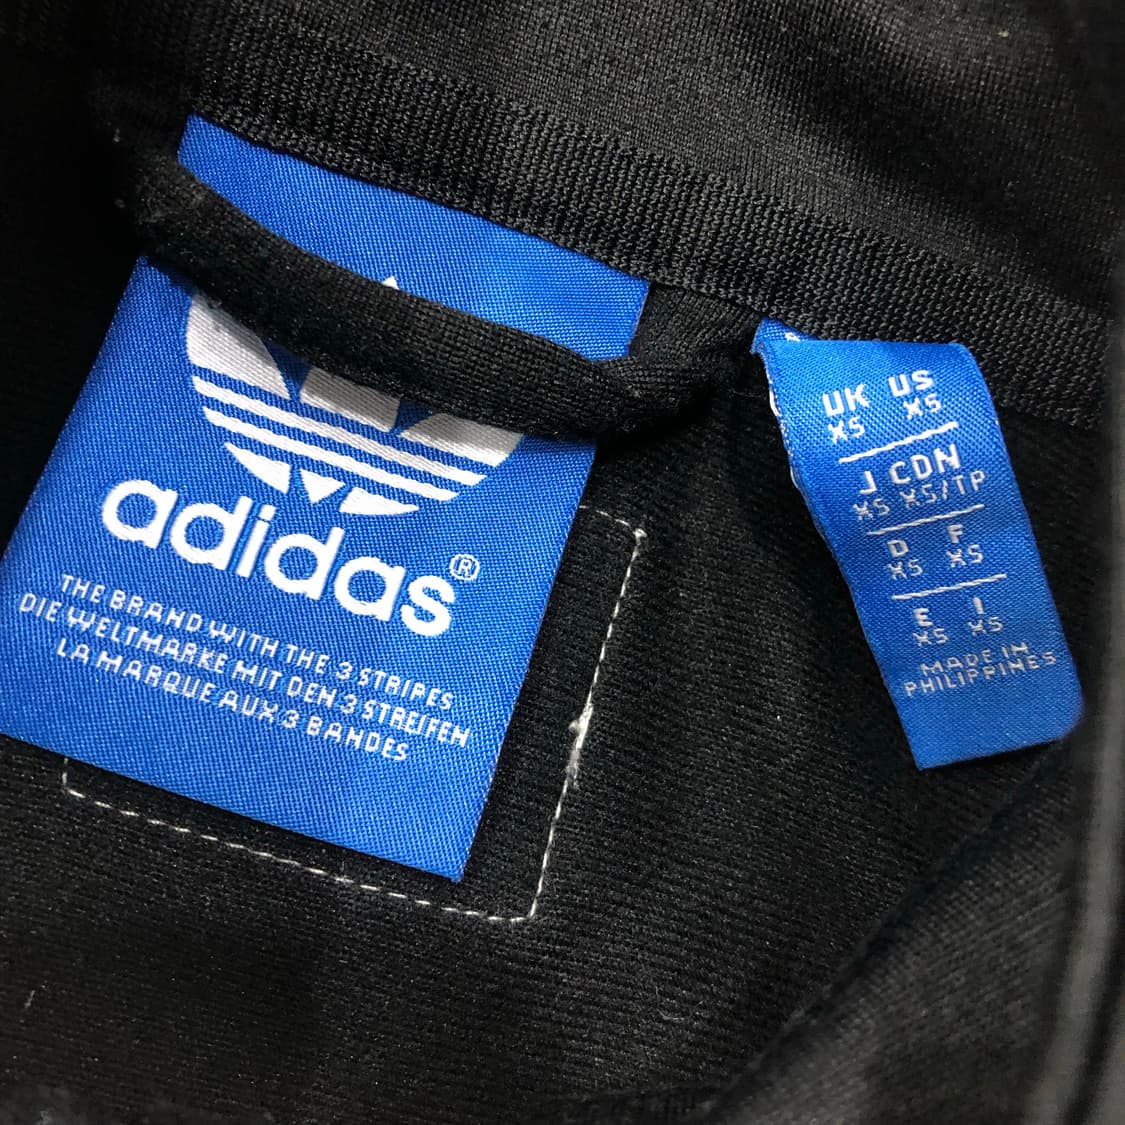 adidas®
THE BRAND WITH THE 3 STRIPES
DIE WELTMARKE MIT DEN 3 STREIFEN
LA MARQUE AUX 3 BANDES
UK US
XS XS
J CDN
XS XS/TP
D F
XS XS
E I
XS XS
MADE IN
PHILIPPINES